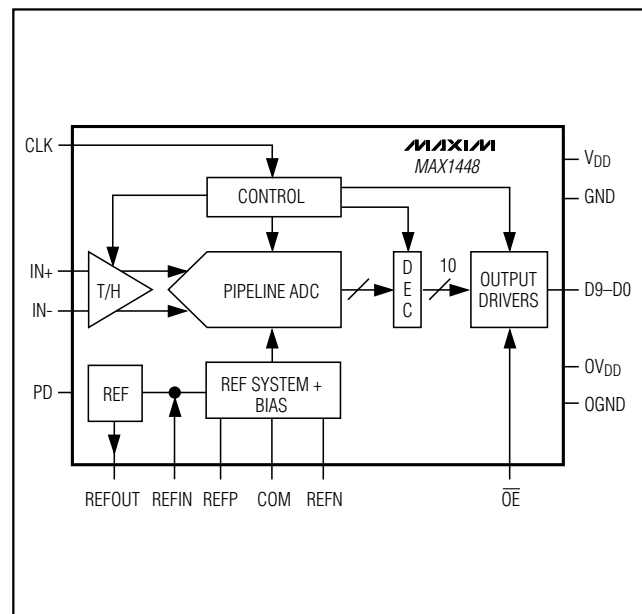 CLK
MAXIM
MAX1448
VDD
GND
CONTROL
IN+
IN-
T/H
PIPELINE ADC
D
E
C
10
OUTPUT
DRIVERS
D9–D0
PD
REF
REF SYSTEM +
BIAS
OVDD
OGND
REFOUT REFIN REFP COM REFN OE